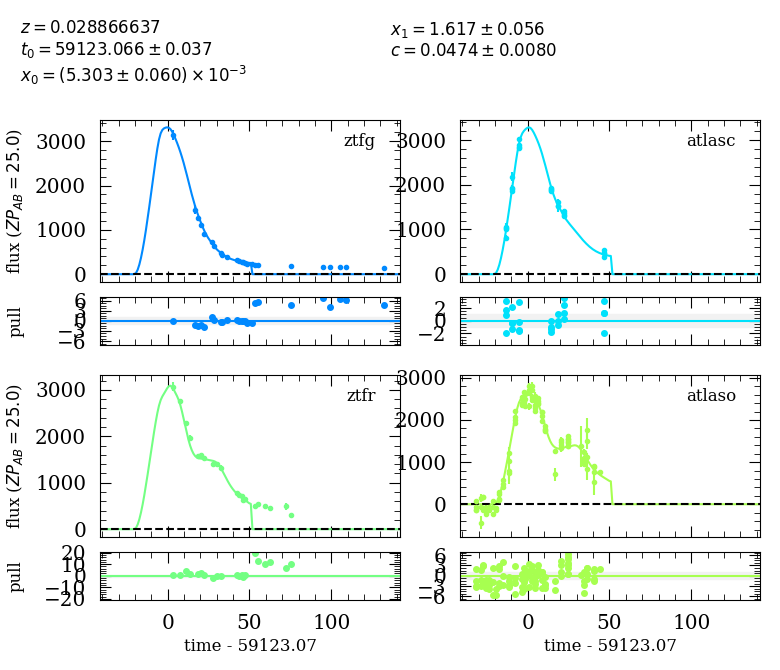 z = 0.028866637
t₀ = 59123.066 ± 0.037
x₀ = (5.303 ± 0.060) × 10⁻³
x₁ = 1.617 ± 0.056
c = 0.0474 ± 0.0080
ztfg
3000
2000
1000
0
flux (ZP_AB = 25.0)
atlasc
3000
2000
1000
0
6
3
0
−3
−6
pull
2
0
−2
ztfr
3000
2000
1000
0
flux (ZP_AB = 25.0)
atlaso
3000
2000
1000
0
20
10
0
−10
−20
pull
6
3
0
−3
−6
0 50 100
time - 59123.07
0 50 100
time - 59123.07